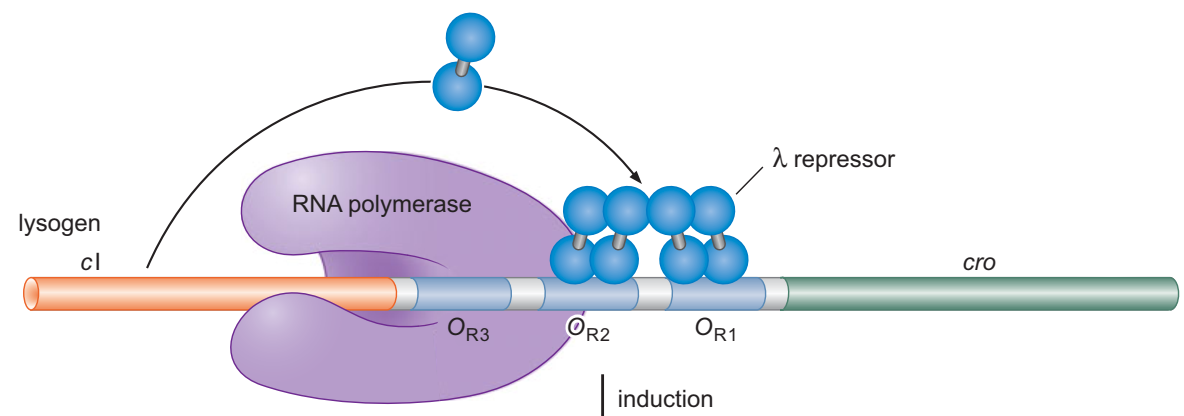 λ repressor
RNA polymerase
lysogen
cI
cro
OR3
OR2
OR1
induction